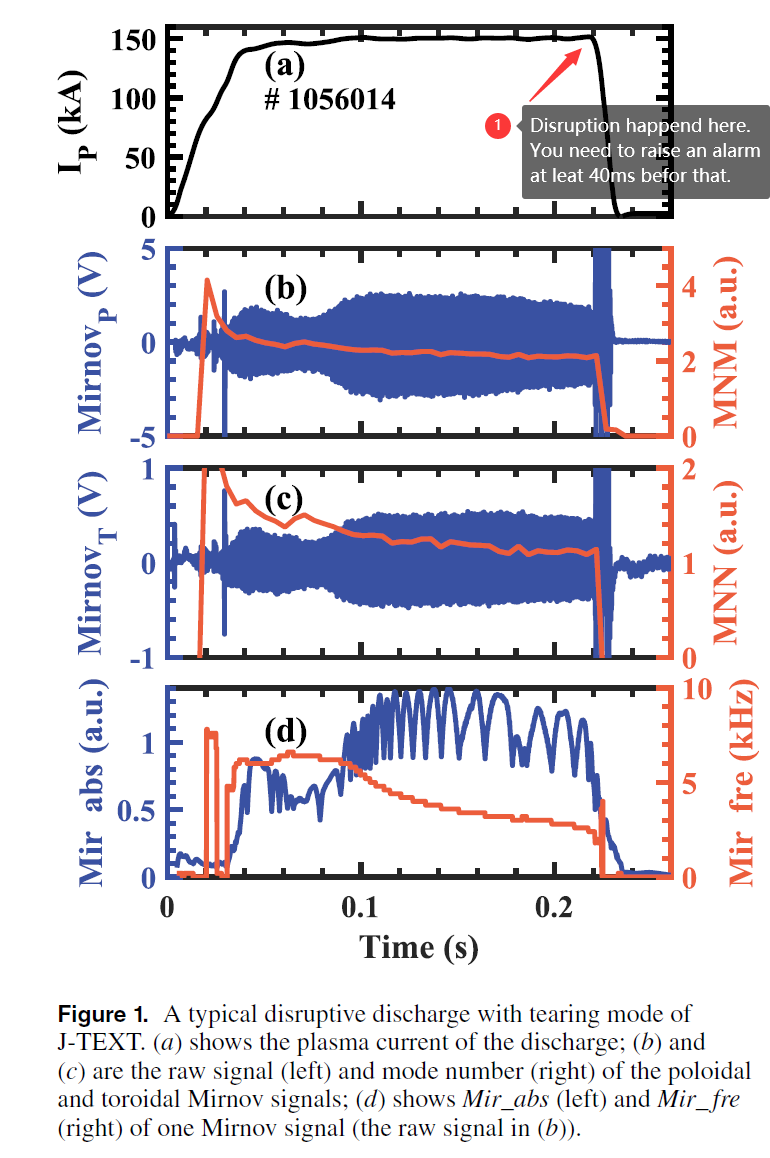 150
100
50
0
I_P (kA)
(a)
# 1056014
1
Disruption happend here.
You need to raise an alarm
at leat 40ms befor that.
5
0
-5
Mirnov_P (V)
(b)
4
2
0
MNM (a.u.)
1
0
-1
Mirnov_T (V)
(c)
2
1
0
MNN (a.u.)
1
0.5
0
Mir abs (a.u.)
(d)
10
5
0
Mir fre (kHz)
0
0.1
0.2
Time (s)
Figure 1. A typical disruptive discharge with tearing mode of
J-TEXT. (a) shows the plasma current of the discharge; (b) and
(c) are the raw signal (left) and mode number (right) of the poloidal
and toroidal Mirnov signals; (d) shows Mir_abs (left) and Mir_fre
(right) of one Mirnov signal (the raw signal in (b)).